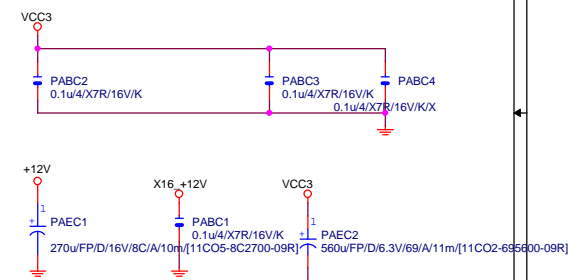 VCC3
PABC2
0.1u/4/X7R/16V/K
PABC3
0.1u/4/X7R/16V/K
PABC4
0.1u/4/X7R/16V/K/X
+12V
1
+
PAEC1
270u/FP/D/16V/8C/A/10m/[11CO5-8C2700-09R]
X16_+12V
PABC1
0.1u/4/X7R/16V/K
VCC3
1
+
PAEC2
560u/FP/D/6.3V/69/A/11m/[11CO2-695600-09R]